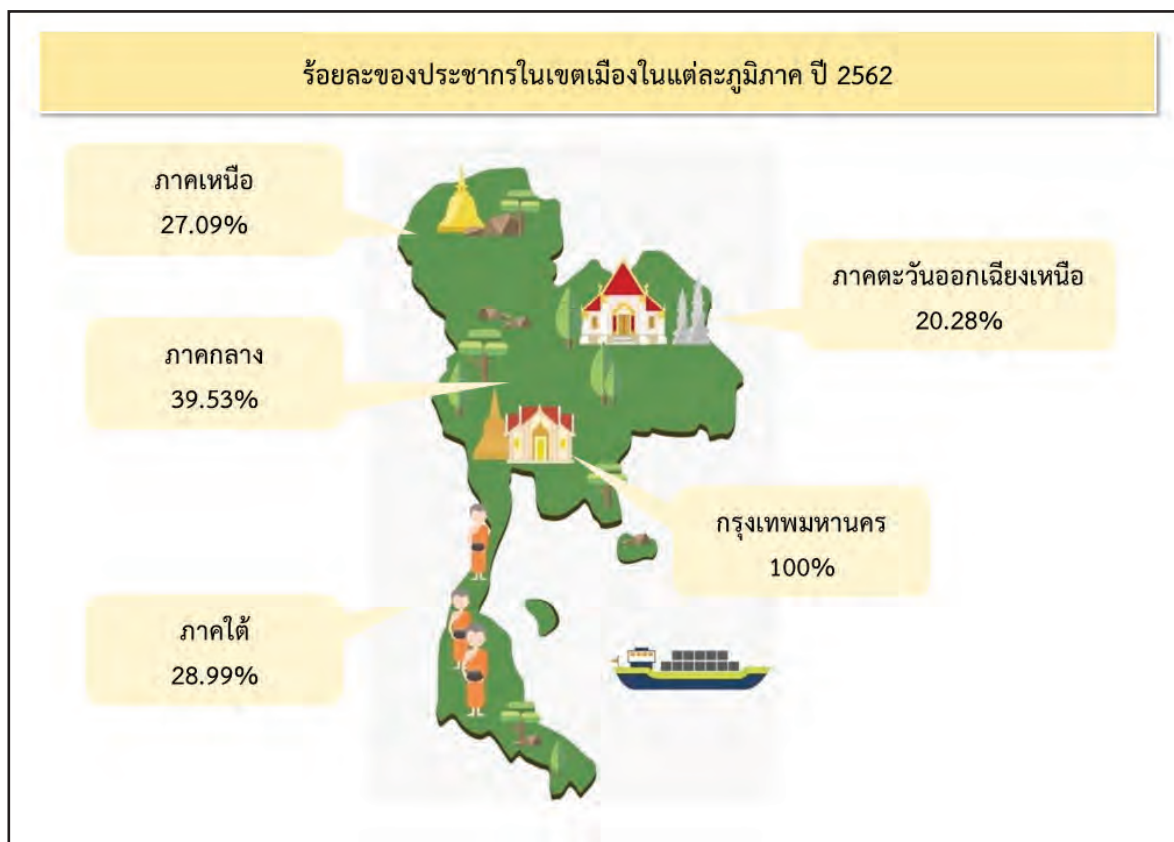 ร้อยละของประชากรในเขตเมืองในแต่ละภูมิภาค ปี 2562
ภาคเหนือ
27.09%
ภาคตะวันออกเฉียงเหนือ
20.28%
ภาคกลาง
39.53%
กรุงเทพมหานคร
100%
ภาคใต้
28.99%